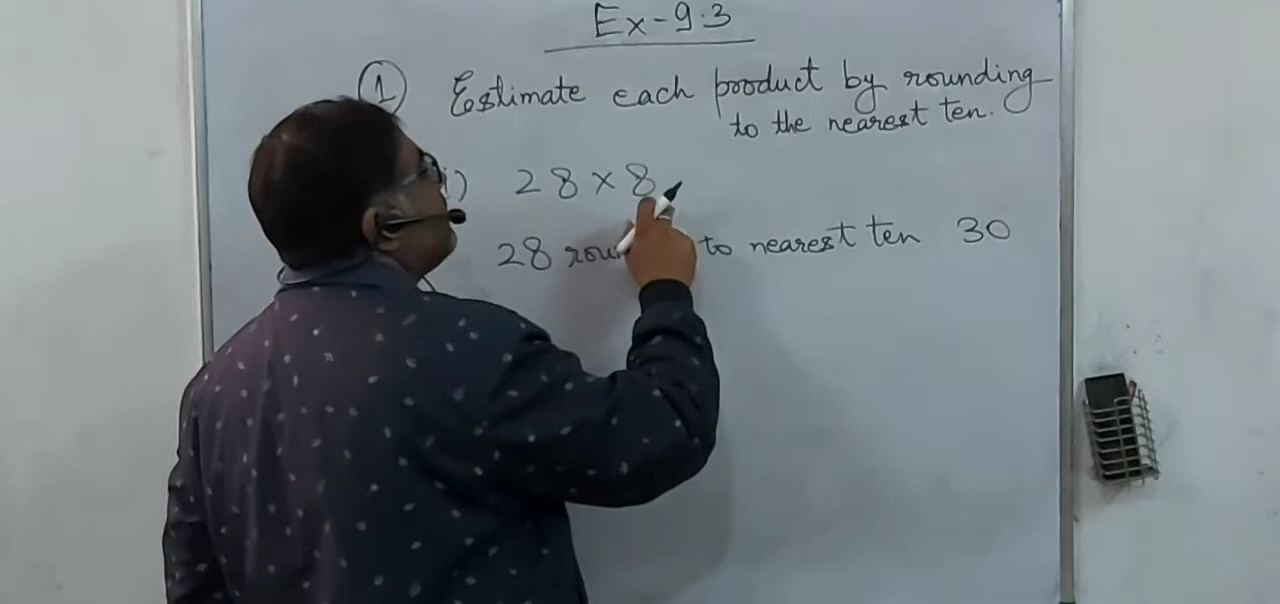 Ex-9.3
1 Estimate each product by rounding
to the nearest ten.
i) 28 × 8
28 to nearest ten 30